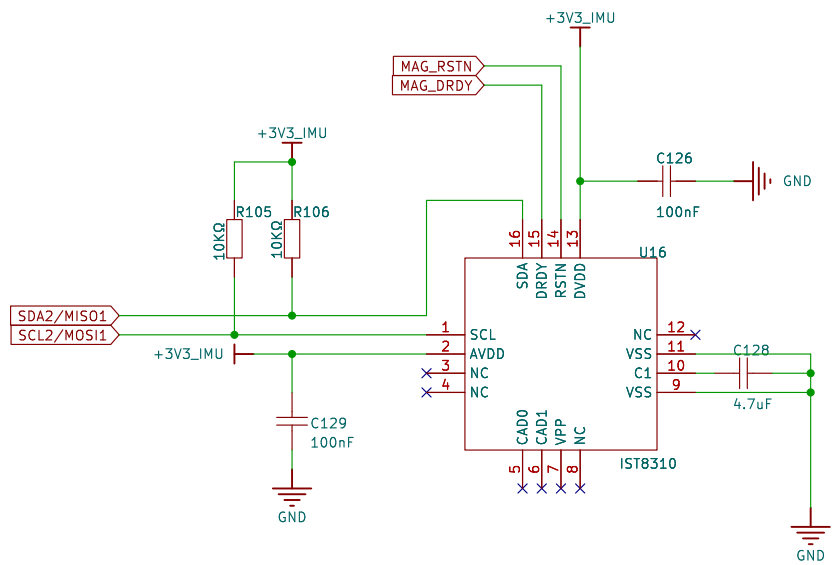 +3V3_IMU
MAG_RSTN
MAG_DRDY
+3V3_IMU
C126
100nF
GND
R105
10KΩ
R106
10KΩ
16
15
14
13
SDA
DRDY
RSTN
DVDD
U16
SDA2/MISO1
SCL2/MOSI1
+3V3_IMU
1 SCL
2 AVDD
3 NC
4 NC
NC 12
VSS 11
C1 10
VSS 9
C128
4.7uF
C129
100nF
GND
CAD0
CAD1
VPP
NC
5
6
7
8
IST8310
GND